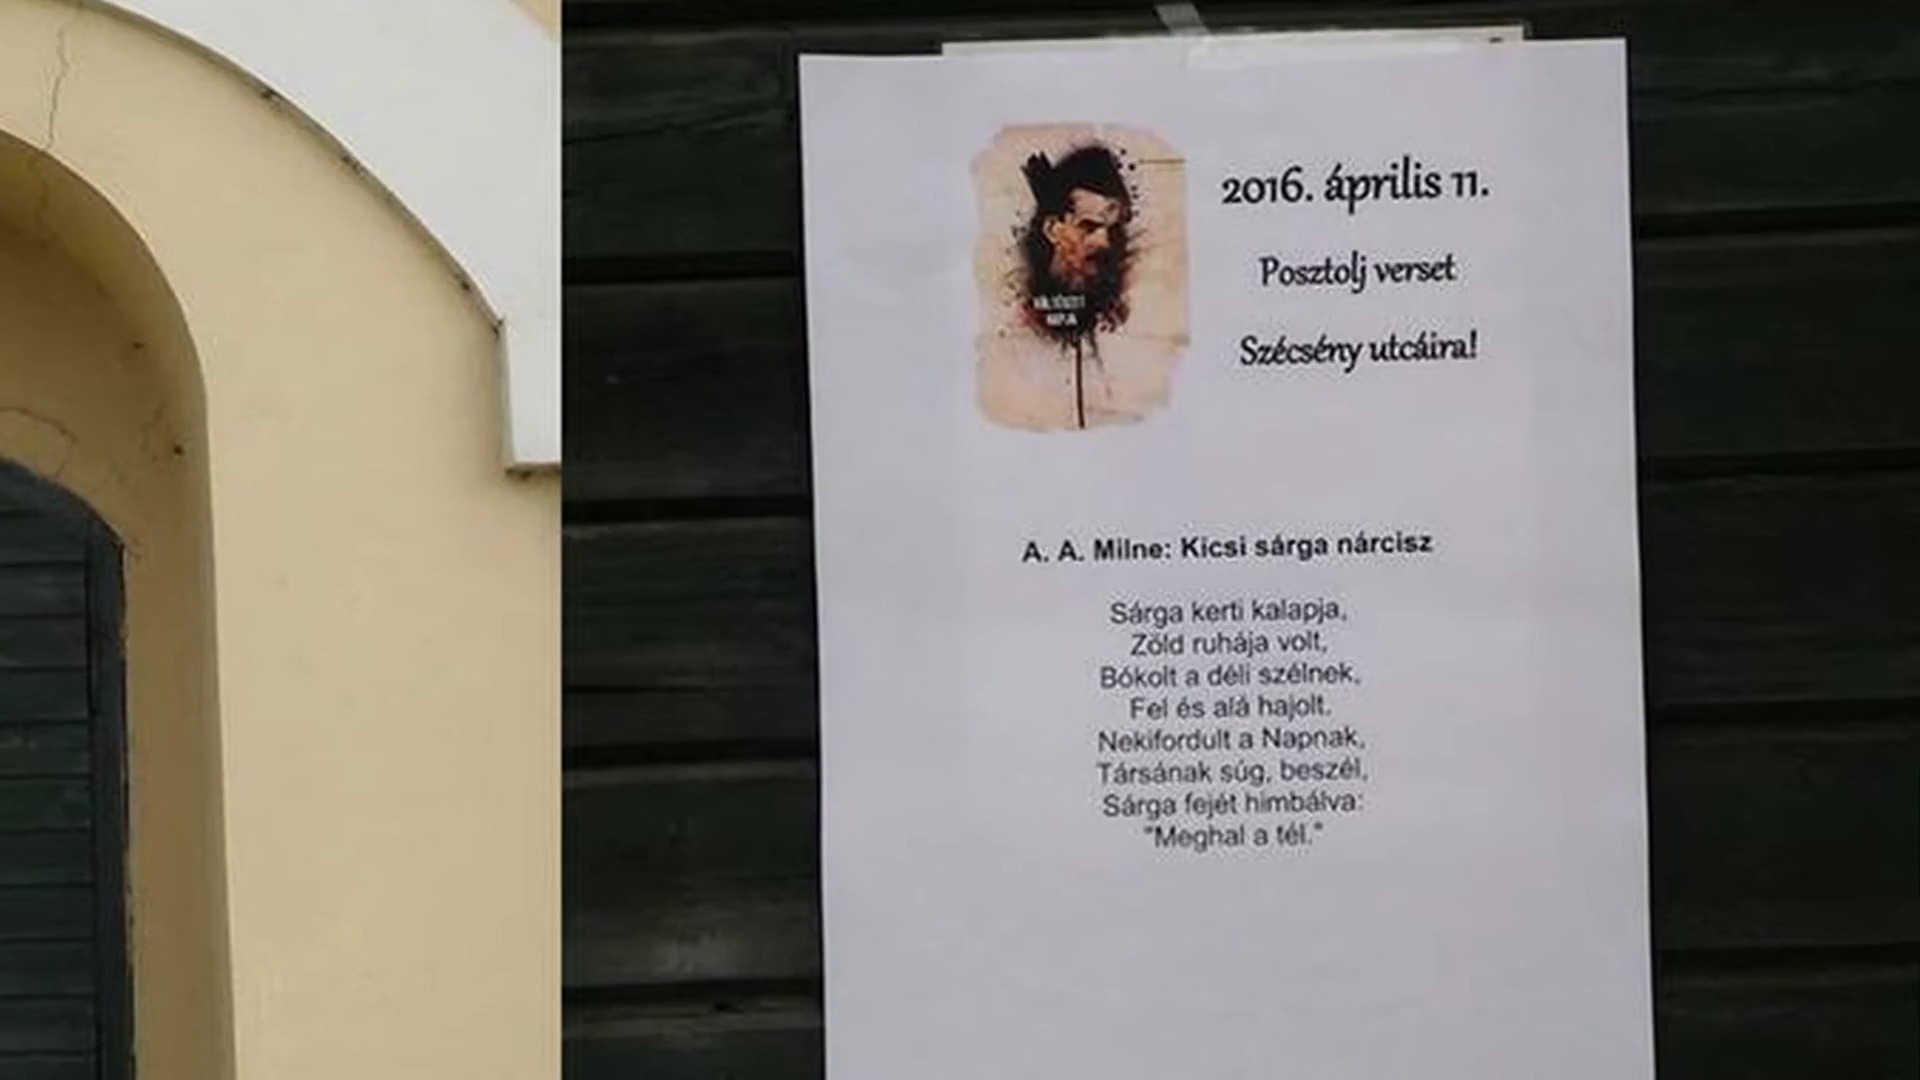 2016. április 11.
Posztolj verset
Szécsény utcáira!
A. A. Milne: Kicsi sárga nárcisz
Sárga kerti kalapja,
Zöld ruhája volt,
Bókolt a déli szélnek,
Fel és alá hajolt.
Nekifordult a Napnak,
Társának súg, beszél,
Sárga fejét himbálva:
"Meghal a tél."